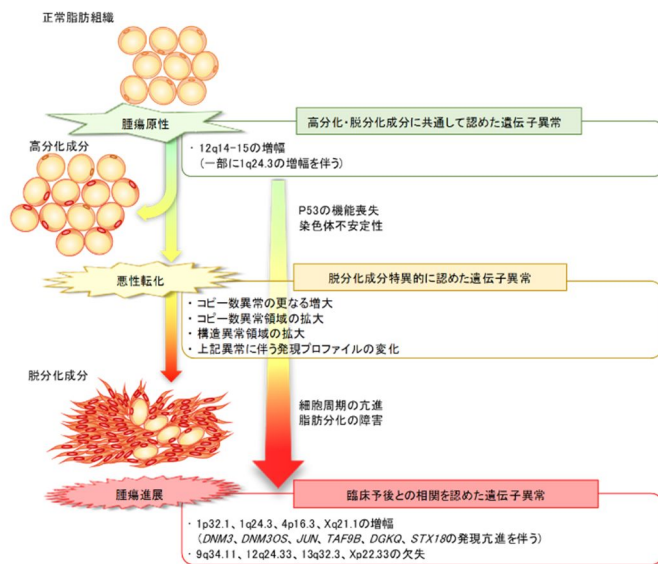 正常脂肪組織
腫瘍原性
高分化・脱分化成分に共通して認めた遺伝子異常
高分化成分
・12q14-15の増幅
(一部に1q24.3の増幅を伴う)
P53の機能喪失
染色体不安定性
悪性転化
脱分化成分特異的に認めた遺伝子異常
・コピー数異常の更なる増大
・コピー数異常領域の拡大
・構造異常領域の拡大
・上記異常に伴う発現プロファイルの変化
脱分化成分
細胞周期の亢進
脂肪分化の障害
腫瘍進展
臨床予後との相関を認めた遺伝子異常
・1p32.1、1q24.3、4p16.3、Xq21.1の増幅
(DNM3、DNM3OS、JUN、TAF9B、DGKQ、STX18の発現亢進を伴う)
・9q34.11、12q24.33、13q32.3、Xp22.33の欠失